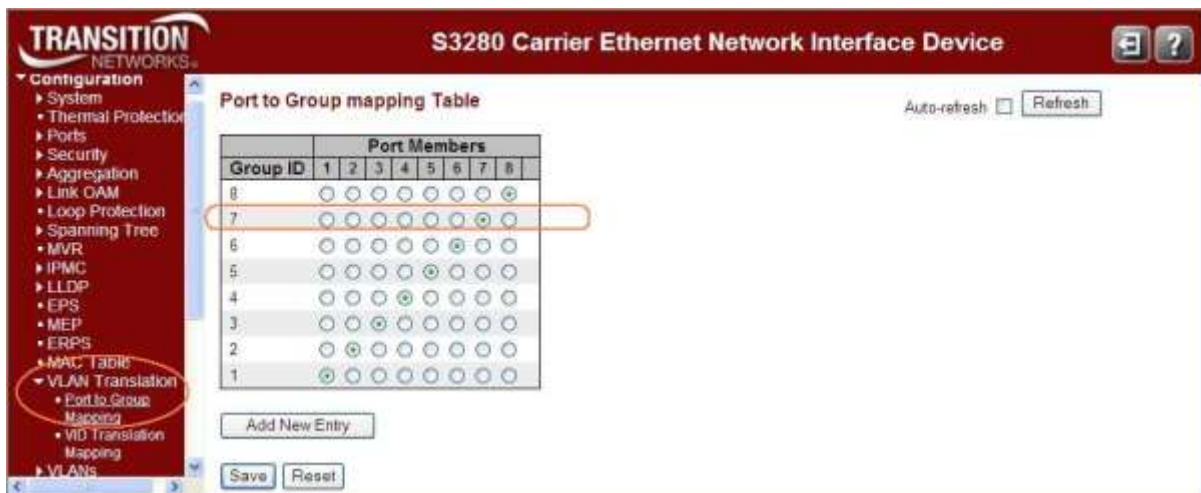 TRANSITION
NETWORKS
S3280 Carrier Ethernet Network Interface Device
?
Configuration
System
Thermal Protection
Ports
Security
Aggregation
Link OAM
Loop Protection
Spanning Tree
MVR
IPMC
LLDP
EPS
MEP
ERPS
MAC Table
VLAN Translation
Port to Group
Mapping
VID Translation
Mapping
VLANs
Port to Group mapping Table
Auto-refresh
Refresh
Port Members
Group ID 1 2 3 4 5 6 7 8
8
7
6
5
4
3
2
1
Add New Entry
Save Reset